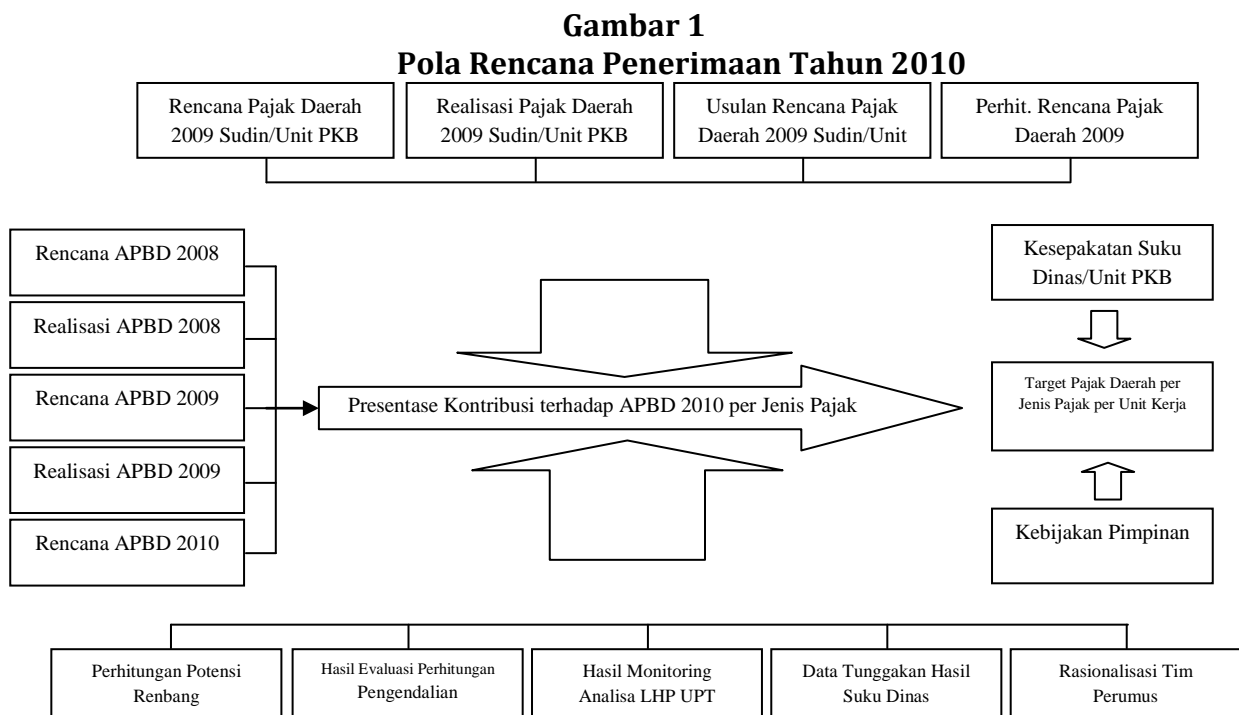 Gambar 1
Pola Rencana Penerimaan Tahun 2010
Rencana Pajak Daerah
2009 Sudin/Unit PKB
Realisasi Pajak Daerah
2009 Sudin/Unit PKB
Usulan Rencana Pajak
Daerah 2009 Sudin/Unit
Perhit. Rencana Pajak
Daerah 2009
Rencana APBD 2008
Realisasi APBD 2008
Rencana APBD 2009
Realisasi APBD 2009
Rencana APBD 2010
Presentase Kontribusi terhadap APBD 2010 per Jenis Pajak
Kesepakatan Suku
Dinas/Unit PKB
Target Pajak Daerah per
Jenis Pajak per Unit Kerja
Kebijakan Pimpinan
Perhitungan Potensi
Renbang
Hasil Evaluasi Perhitungan
Pengendalian
Hasil Monitoring
Analisa LHP UPT
Data Tunggakan Hasil
Suku Dinas
Rasionalisasi Tim
Perumus